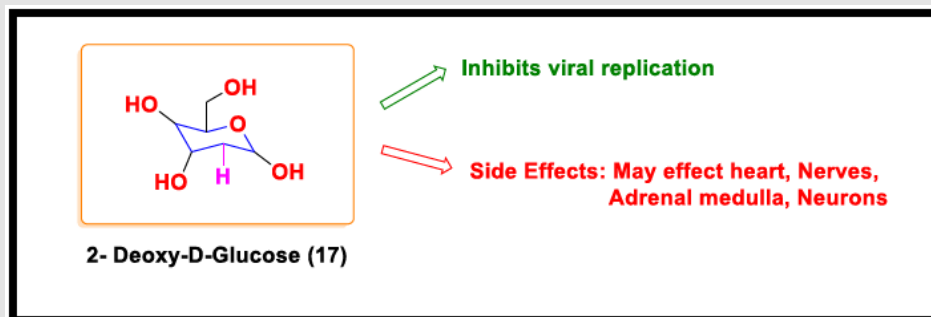 OH
HO
O
HO
H
OH
2- Deoxy-D-Glucose (17)
Inhibits viral replication
Side Effects: May effect heart, Nerves,
Adrenal medulla, Neurons